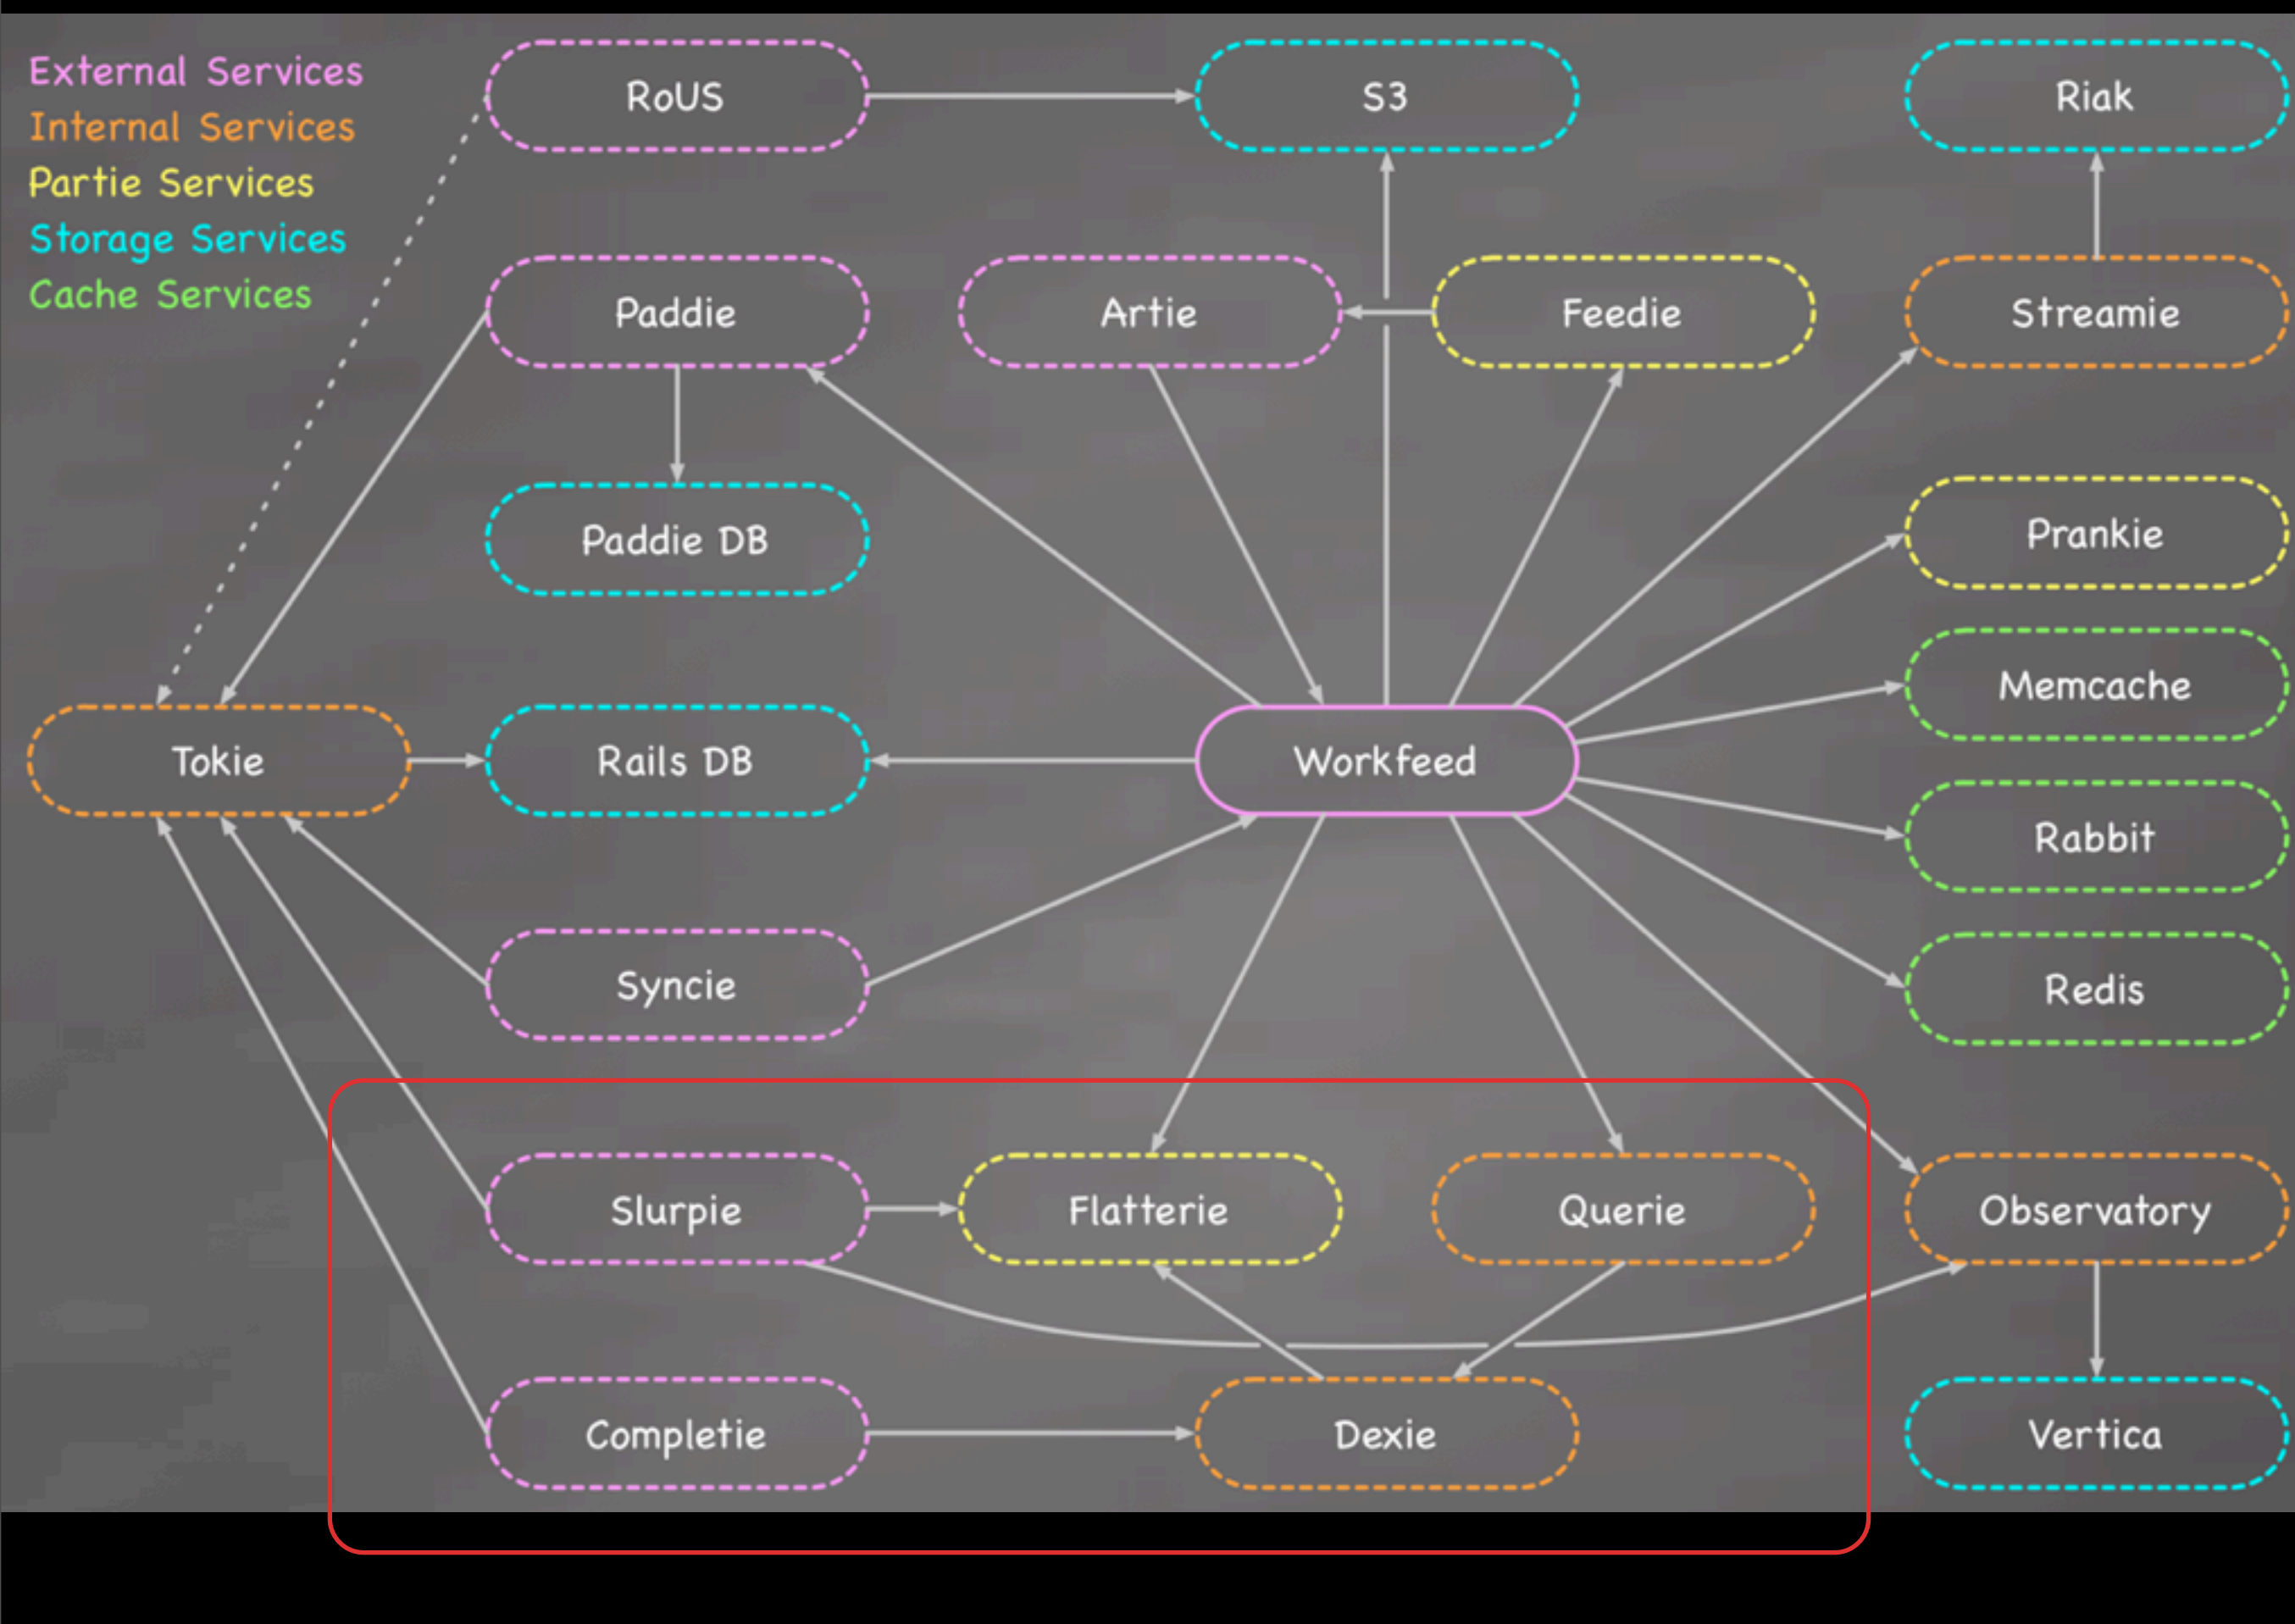 External Services
Internal Services
Partie Services
Storage Services
Cache Services
RoUS
S3
Riak
Paddie
Artie
Feedie
Streamie
Paddie DB
Prankie
Memcache
Tokie
Rails DB
Workfeed
Rabbit
Syncie
Redis
Slurpie
Flatterie
Querie
Observatory
Completie
Dexie
Vertica